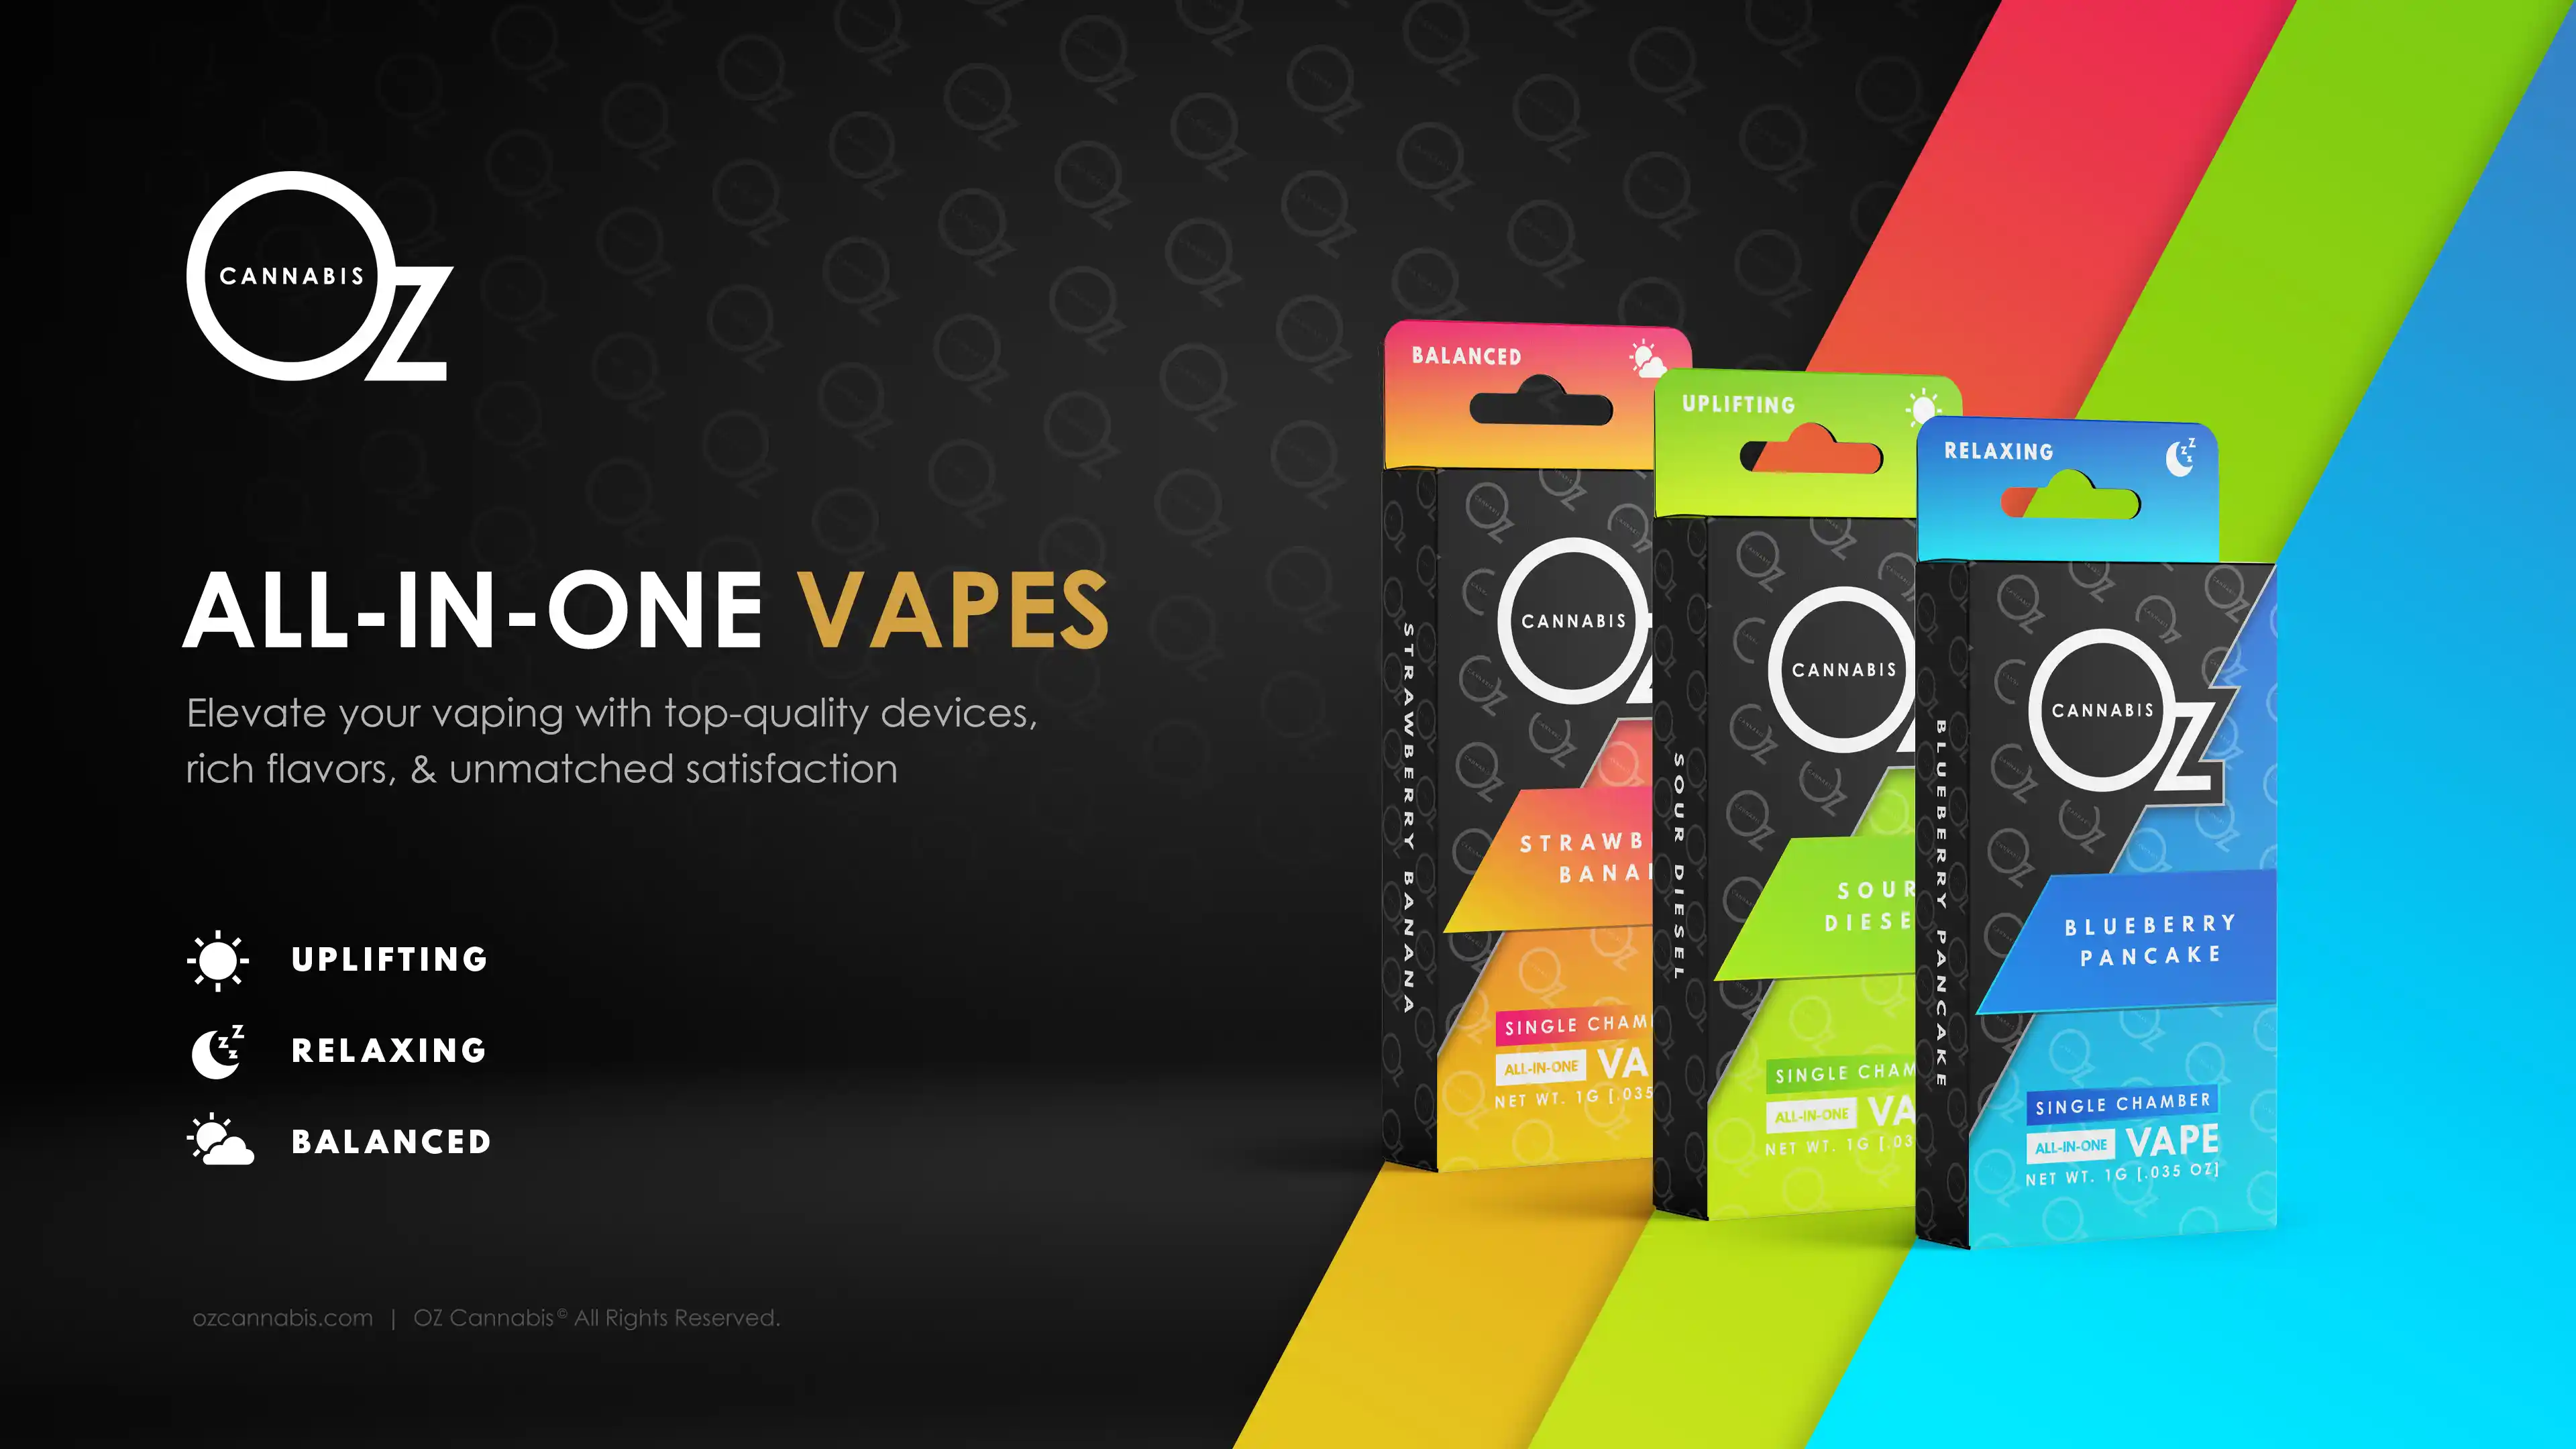 CANNABIS
OZ
ALL-IN-ONE VAPES
Elevate your vaping with top-quality devices,
rich flavors, & unmatched satisfaction
UPLIFTING
RELAXING
BALANCED
ozcannabis.com | OZ Cannabis© All Rights Reserved.
BALANCED
CANNABIS
STRAWBERRY BANANA
STRAWB
BANA
SINGLE CHAM
ALL-IN-ONE VA
NET WT. 1G [.035
UPLIFTING
CANNABIS
SOUR DIESEL
SOUR
DIESE
SINGLE CHAM
ALL-IN-ONE VA
NET WT. 1G [.03
RELAXING
CANNABIS
OZ
BLUEBERRY PANCAKE
BLUEBERRY
PANCAKE
SINGLE CHAMBER
ALL-IN-ONE VAPE
NET WT. 1G [.035 OZ]